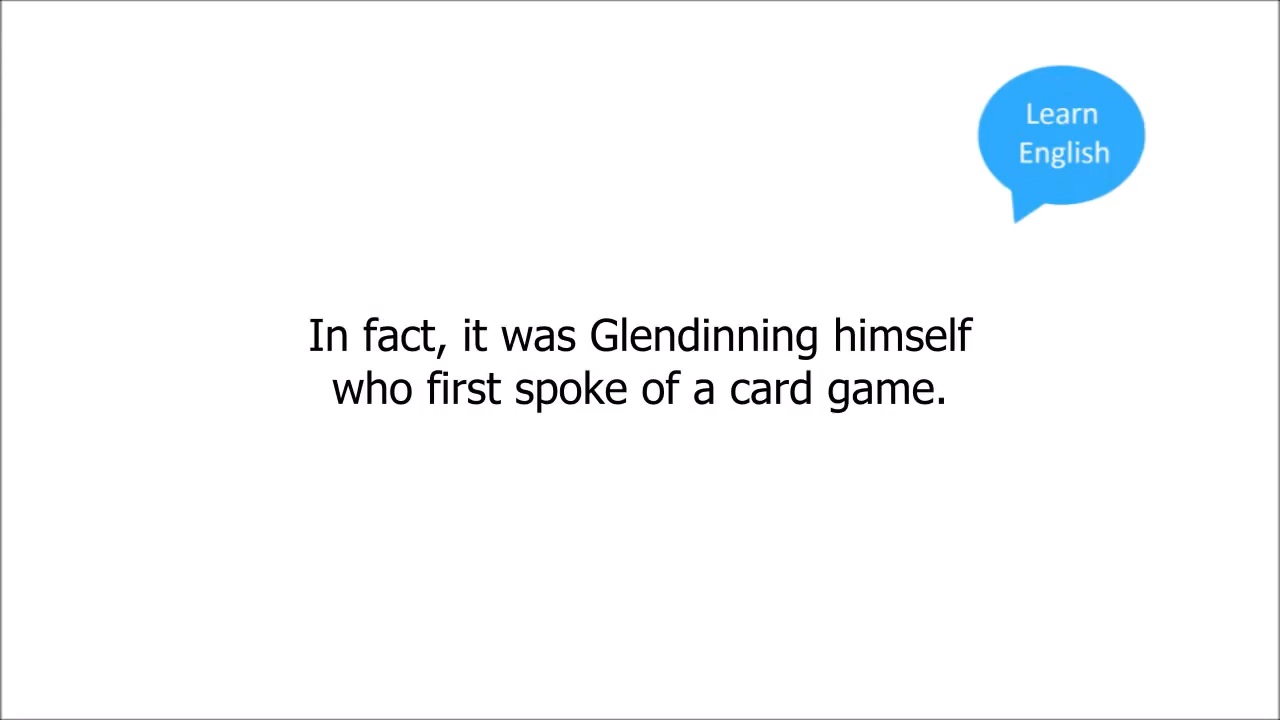 Learn
English
In fact, it was Glendinning himself
who first spoke of a card game.